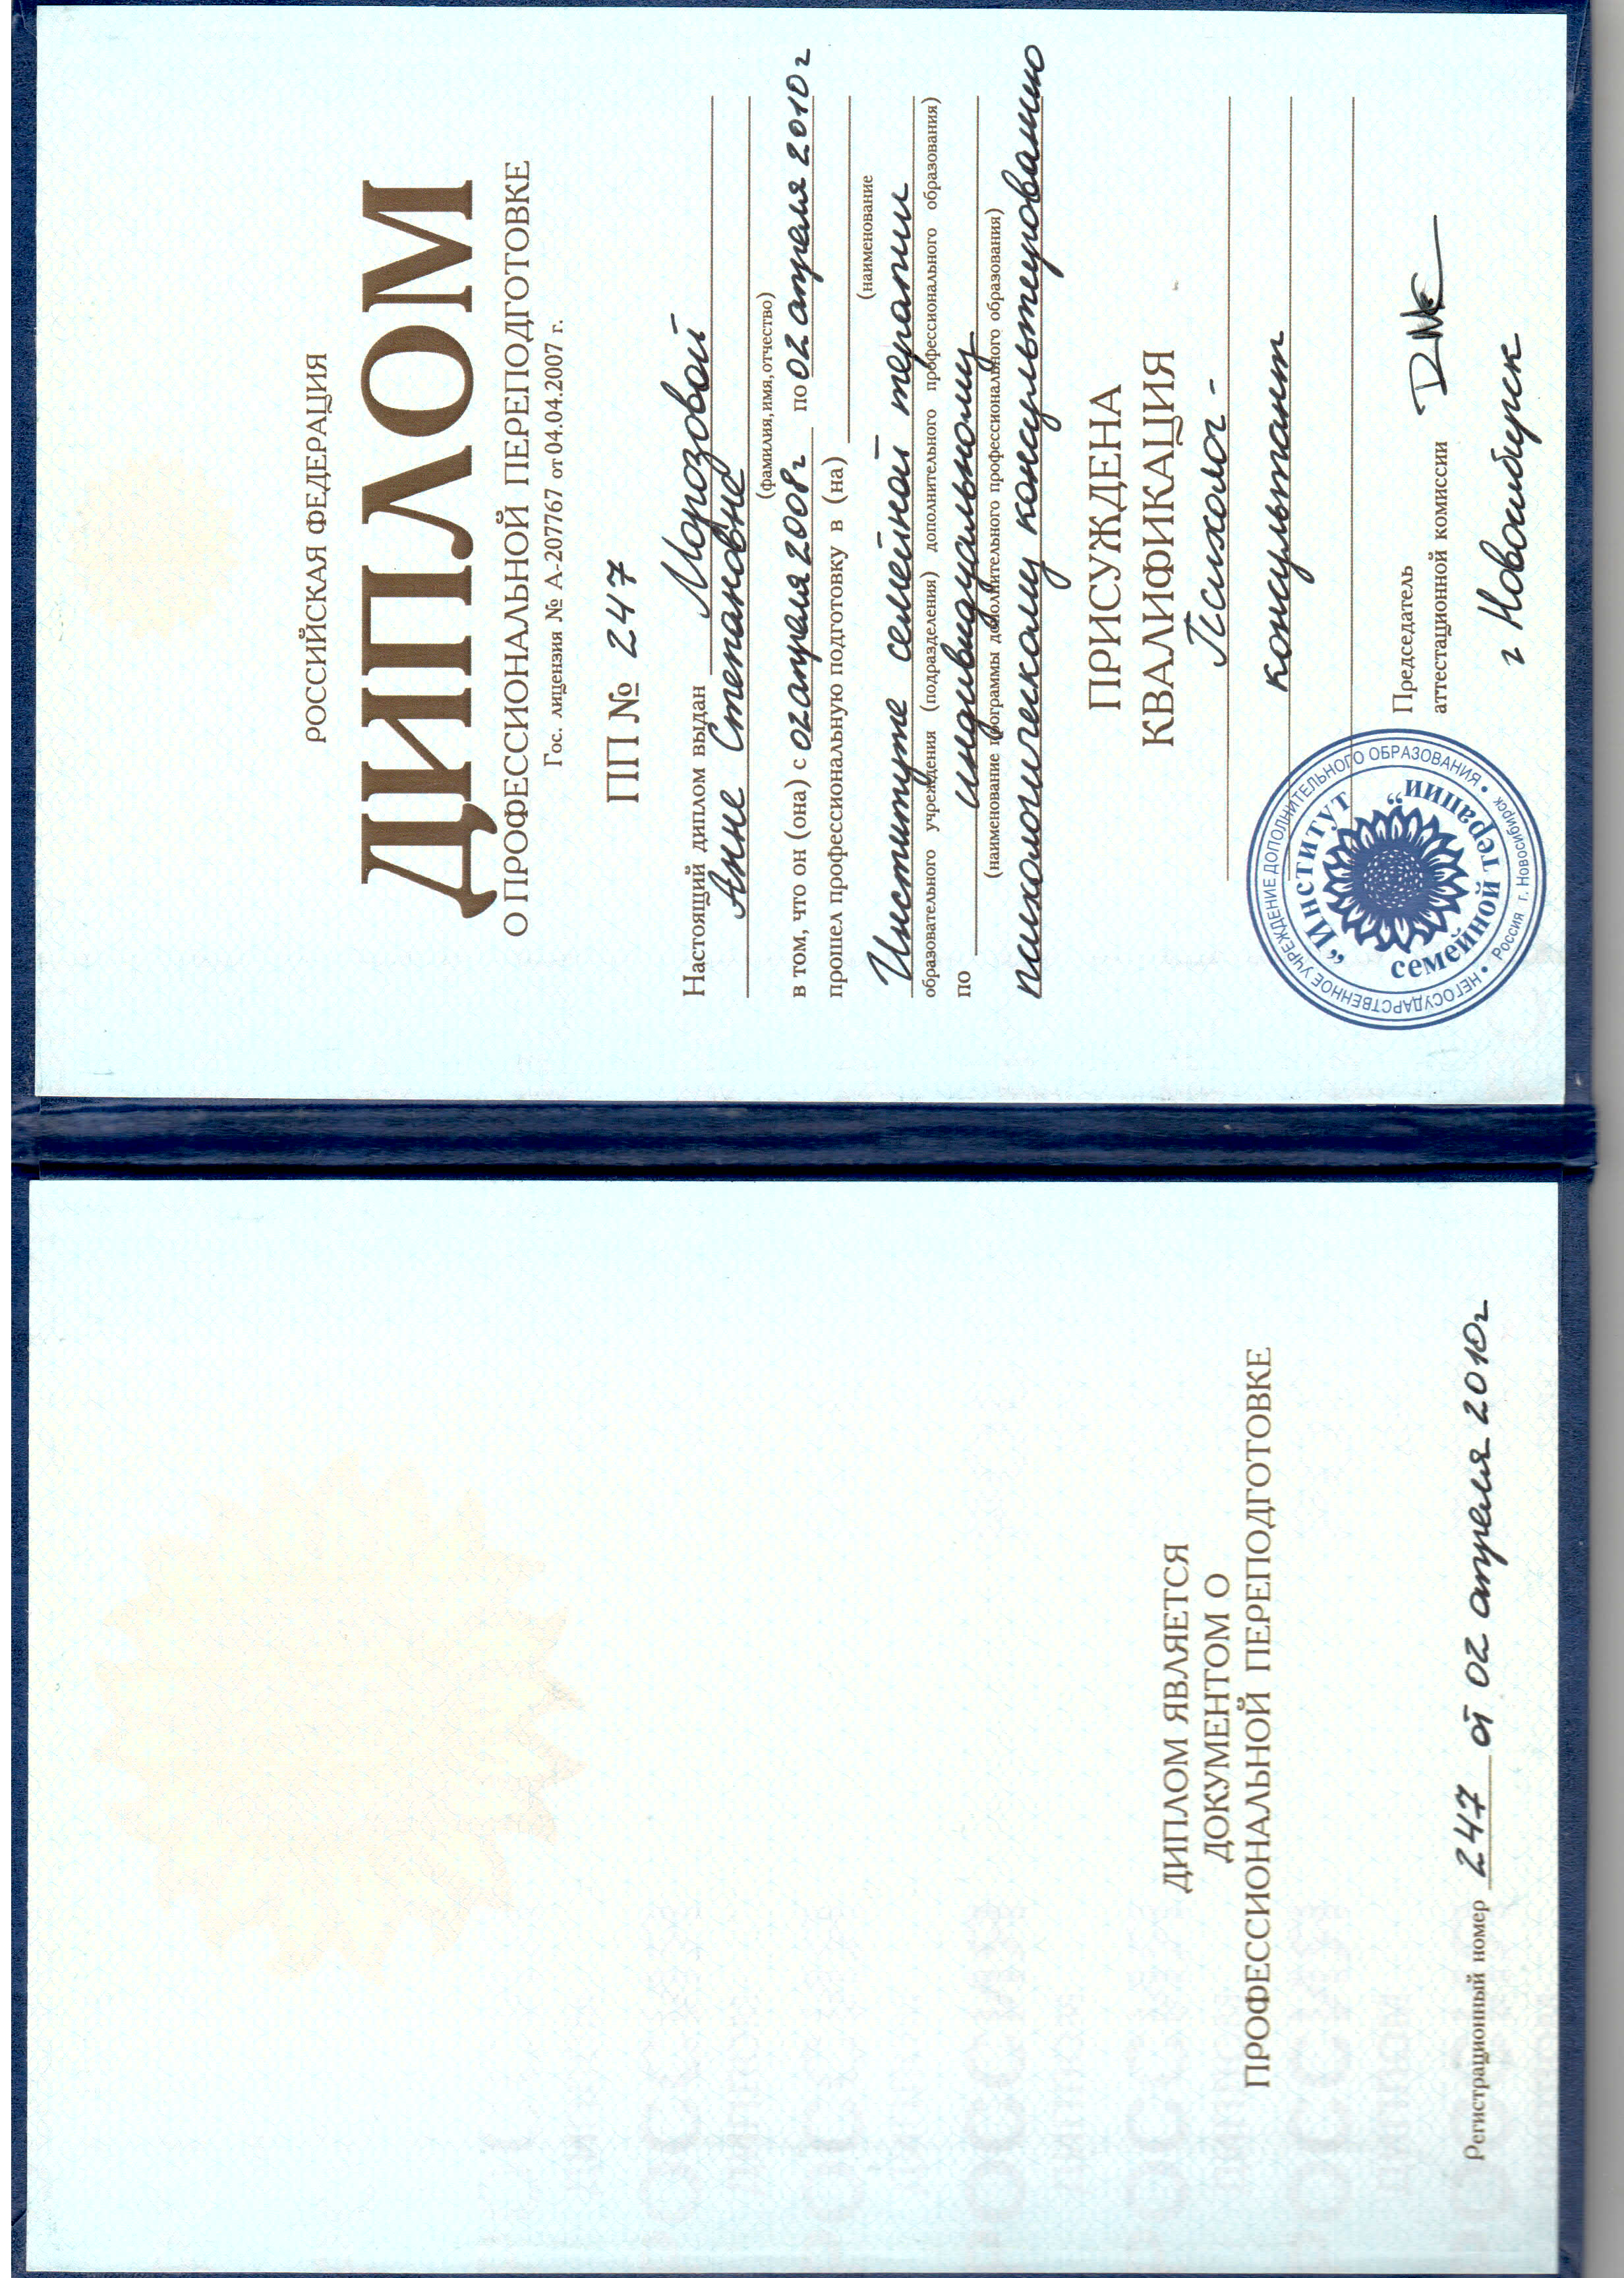 ДИПЛОМ ЯВЛЯЕТСЯ
ДОКУМЕНТОМ О
ПРОФЕССИОНАЛЬНОЙ ПЕРЕПОДГОТОВКЕ
Регистрационный номер 247 от 02 апреля 2010г
РОССИЙСКАЯ ФЕДЕРАЦИЯ
ДИПЛОМ
О ПРОФЕССИОНАЛЬНОЙ ПЕРЕПОДГОТОВКЕ
Гос. лицензия № А-207767 от 04.04.2007 г.
ПП № 247
Настоящий диплом выдан Морозовой
Анне Степановне
(фамилия,имя,отчество)
в том, что он (она) с 02 апреля 2008г по 02 апреля 2010г
прошел профессиональную подготовку в (на)
(наименование
Институте семейной терапии
образовательного учреждения (подразделения) дополнительного профессионального образования)
по индивидуальному
(наименование программы дополнительного профессионального образования)
психологическому консультированию
ПРИСУЖДЕНА
КВАЛИФИКАЦИЯ
Психолог-
консультант
Председатель
аттестационной комиссии
г Новосибирск
НЕГОСУДАРСТВЕННОЕ УЧРЕЖДЕНИЕ ДОПОЛНИТЕЛЬНОГО ОБРАЗОВАНИЯ • Россия г. Новосибирск •
„Институт
семейной терапии“